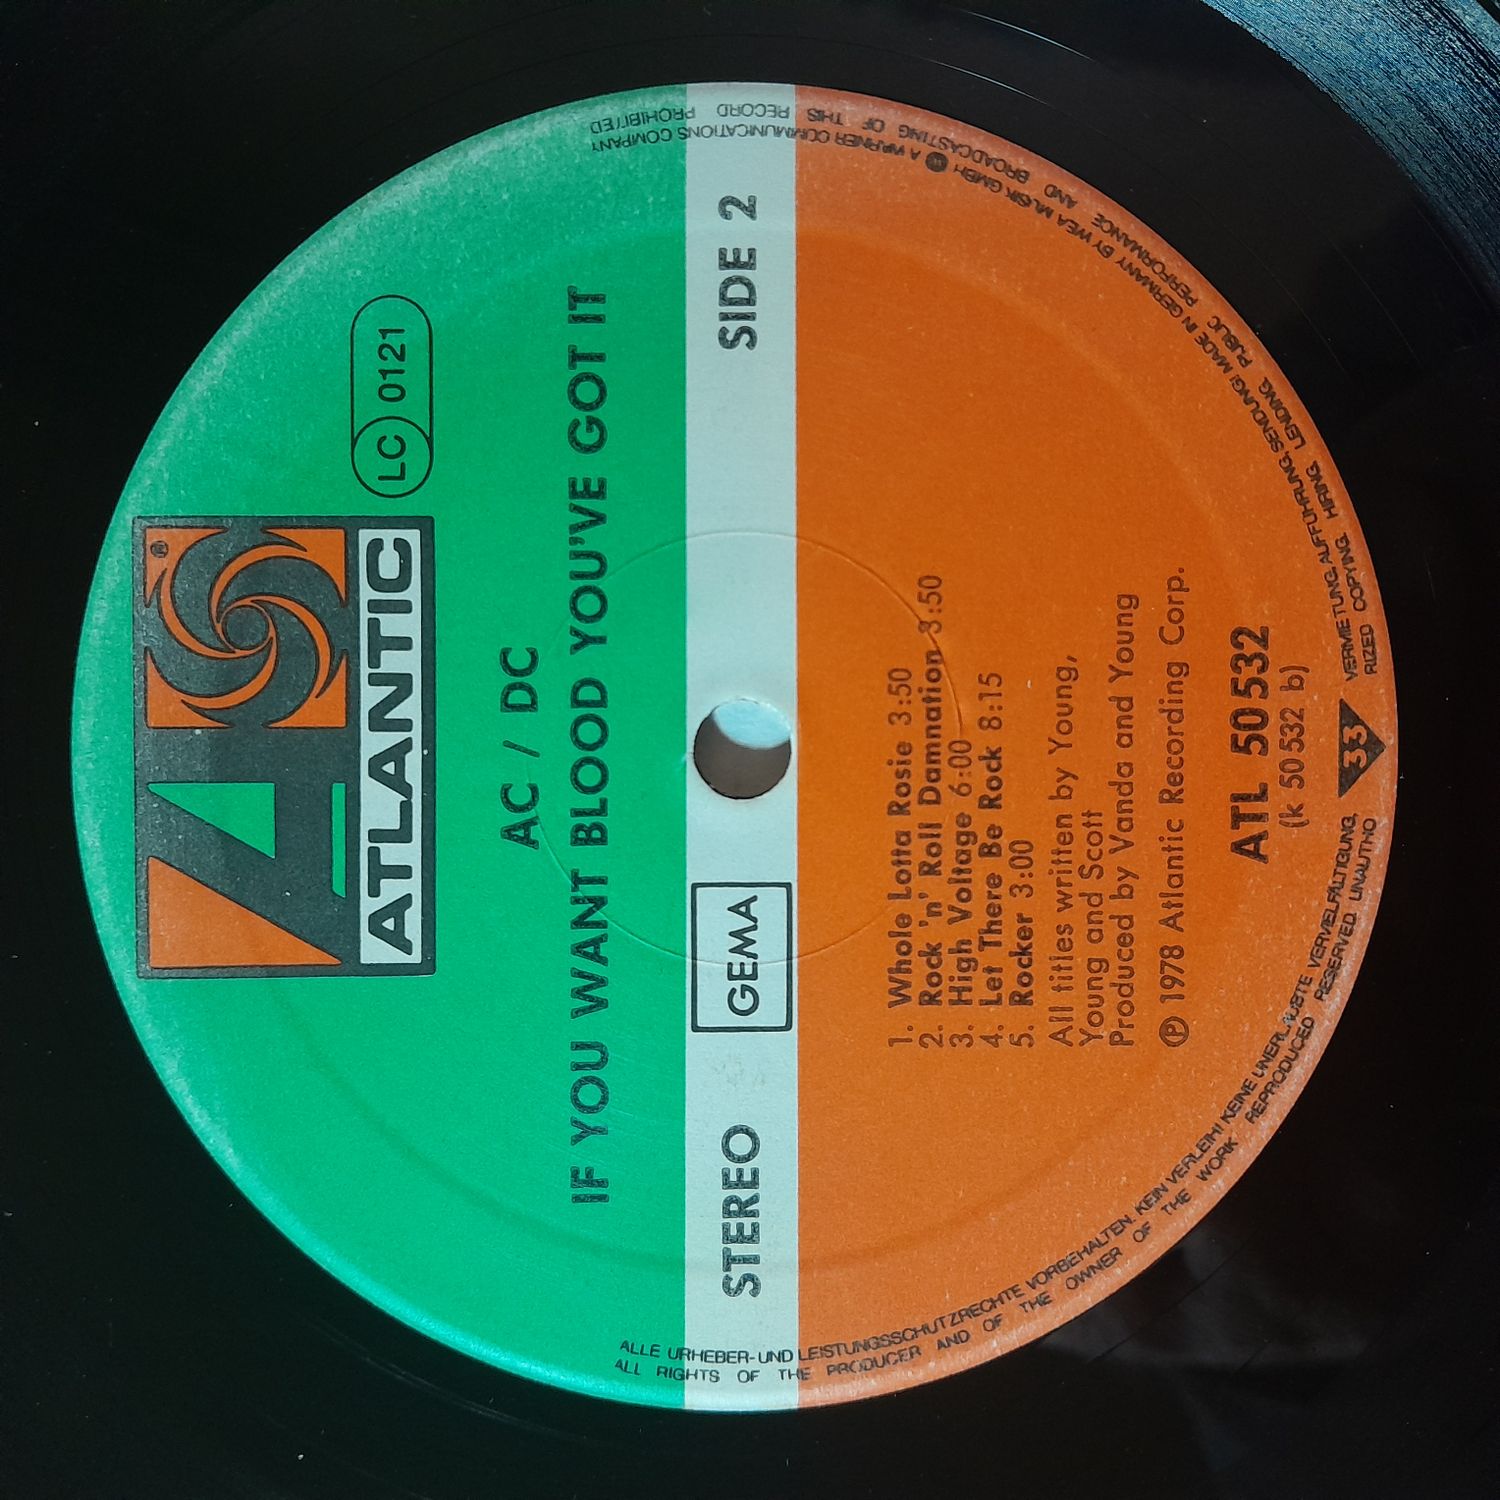 ATLANTIC
®
LC 0121
AC / DC
IF YOU WANT BLOOD YOU'VE GOT IT
STEREO
GEMA
SIDE 2
1. Whole Lotta Rosie 3:50
2. Rock 'n' Roll Damnation 3:50
3. High Voltage 6:00
4. Let There Be Rock 8:15
5. Rocker 3:00
All titles written by Young,
Young and Scott
Produced by Vanda and Young
℗ 1978 Atlantic Recording Corp.
ATL 50 532
(k 50 532 b)
33
ALLE URHEBER- UND LEISTUNGSSCHUTZRECHTE VORBEHALTEN. KEIN VERLEIH! KEINE UNERLAUBTE VERVIELFÄLTIGUNG, VERMIETUNG, AUFFÜHRUNG, SENDUNG! MADE IN GERMANY BY WEA MUSIK GMBH A WARNER COMMUNICATIONS COMPANY
ALL RIGHTS OF THE PRODUCER AND OF THE OWNER OF THE WORK REPRODUCED RESERVED. UNAUTHORIZED COPYING, HIRING, LENDING, PUBLIC PERFORMANCE AND BROADCASTING OF THIS RECORD PROHIBITED